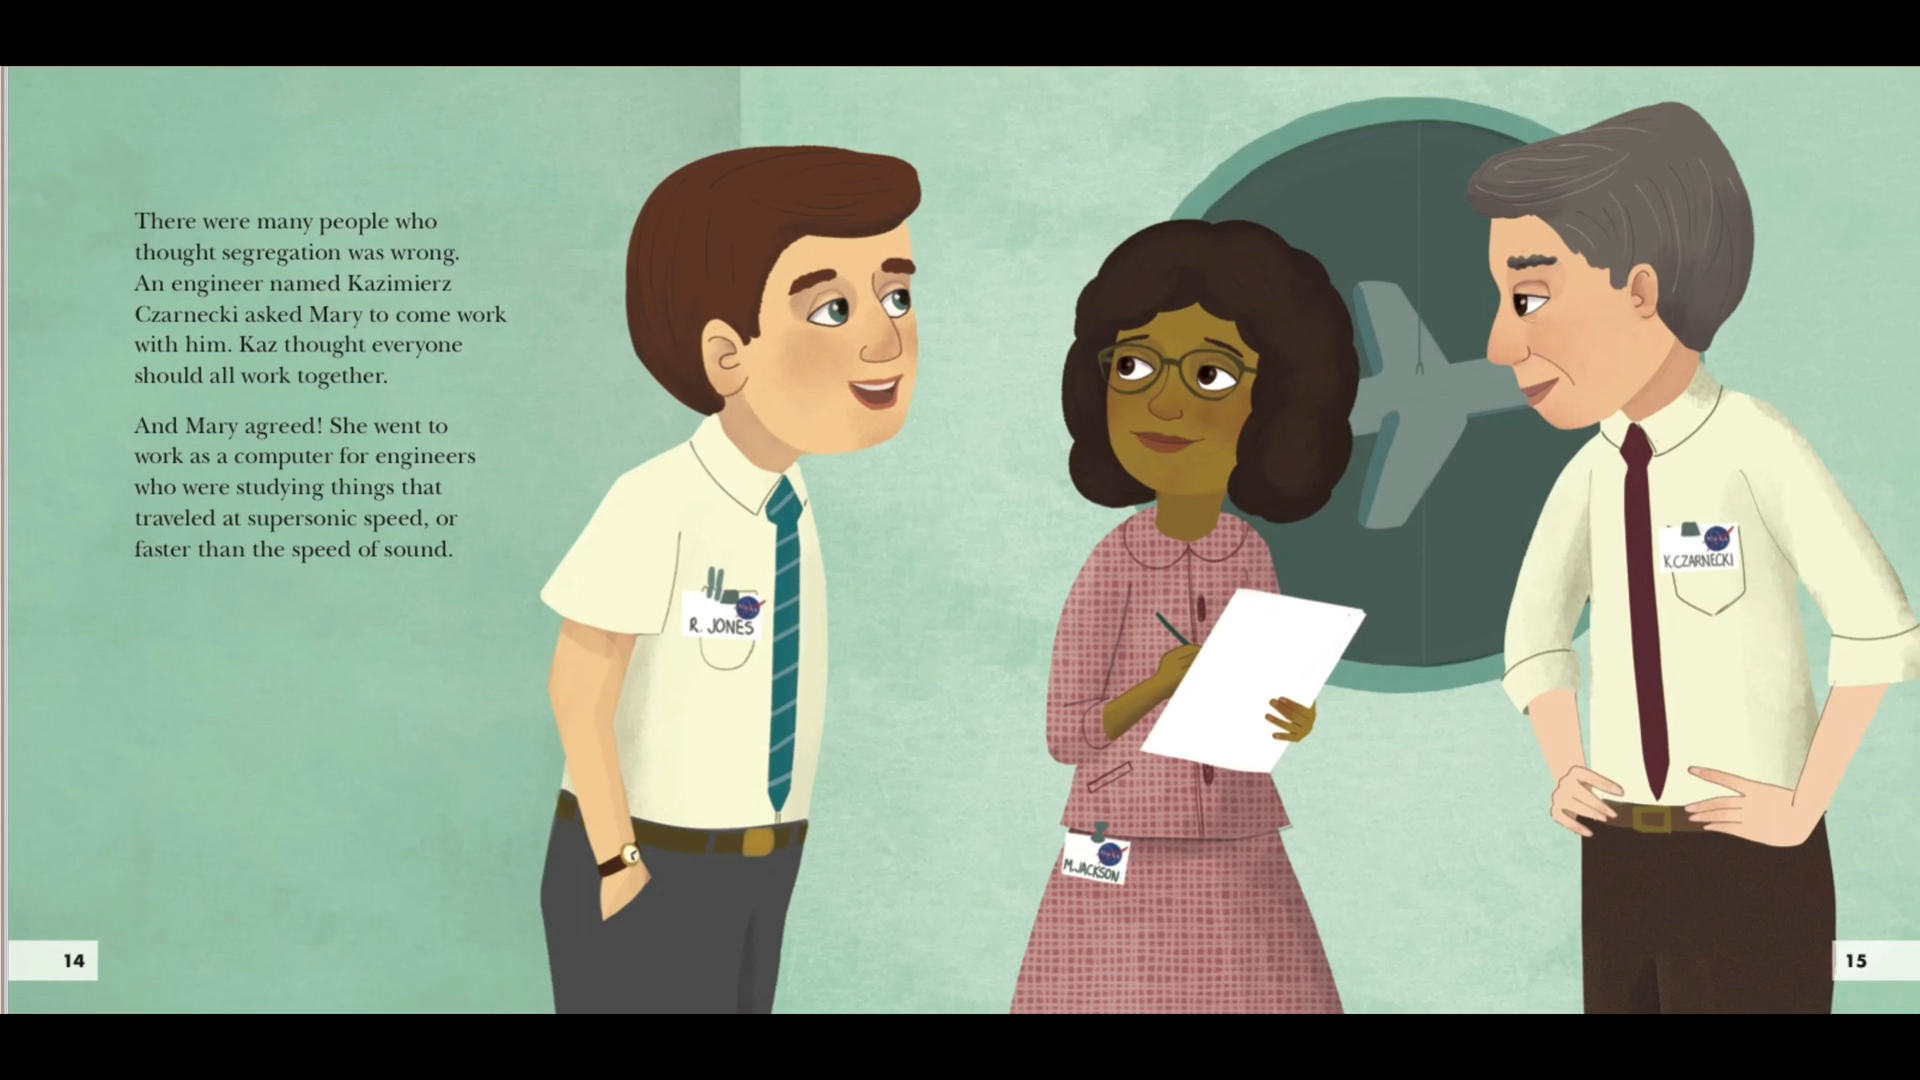 There were many people who
thought segregation was wrong.
An engineer named Kazimierz
Czarnecki asked Mary to come work
with him. Kaz thought everyone
should all work together.
And Mary agreed! She went to
work as a computer for engineers
who were studying things that
traveled at supersonic speed, or
faster than the speed of sound.
NASA
R. JONES
NASA
M.JACKSON
NASA
K.CZARNECKI
14
15